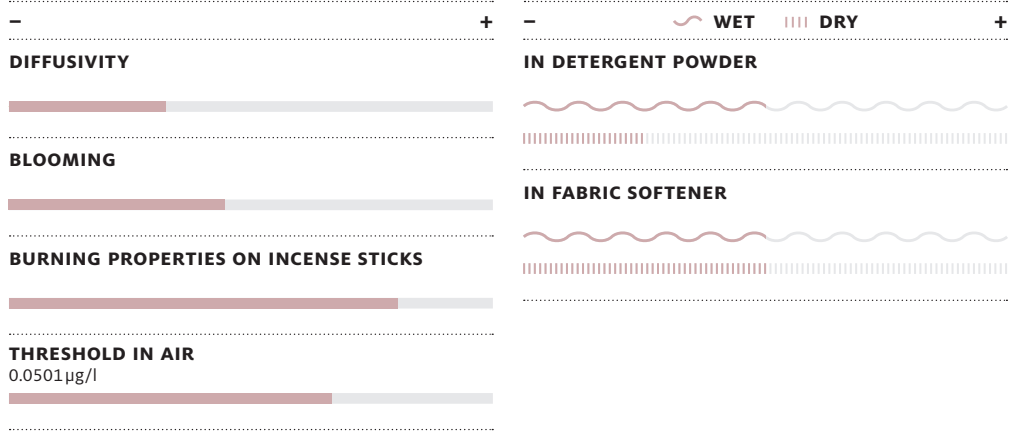 − +
DIFFUSIVITY
BLOOMING
BURNING PROPERTIES ON INCENSE STICKS
THRESHOLD IN AIR
0.0501µg/l
− WET DRY +
IN DETERGENT POWDER
IN FABRIC SOFTENER